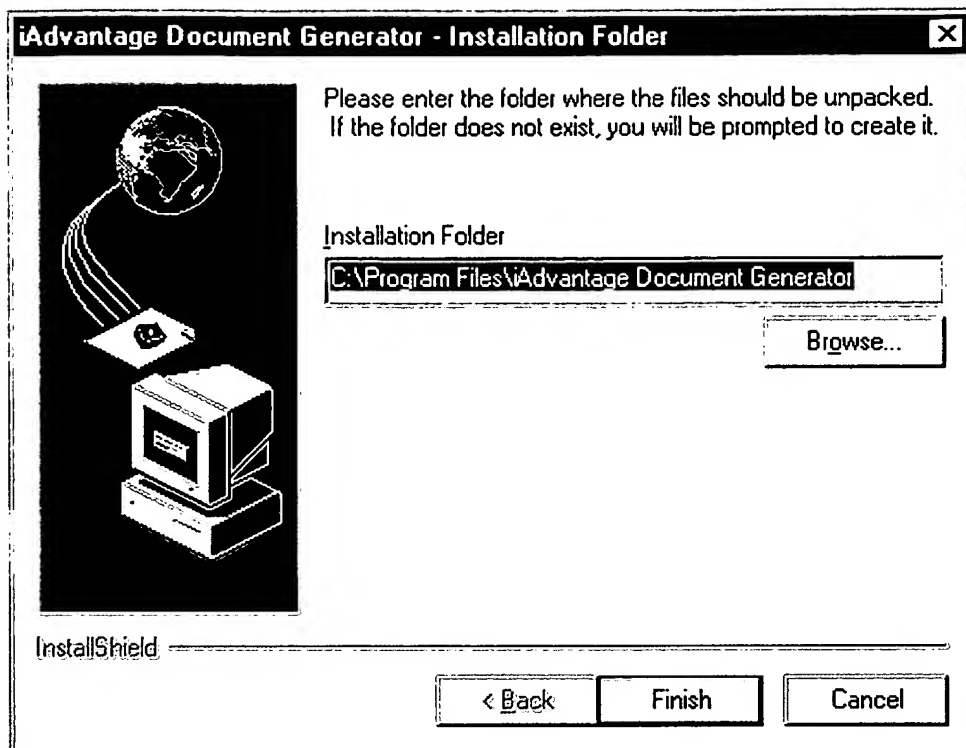 iAdvantage Document Generator - Installation Folder
Please enter the folder where the files should be unpacked.
If the folder does not exist, you will be prompted to create it.
Installation Folder
C:\Program Files\iAdvantage Document Generator
Browse...
InstallShield
< Back
Finish
Cancel